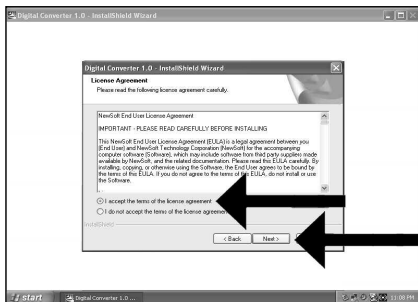 Digital Converter 1.0 - InstallShield Wizard
Digital Converter 1.0 - InstallShield Wizard
License Agreement
Please read the following license agreement carefully.
NewSoft End User License Agreement
IMPORTANT - PLEASE READ CAREFULLY BEFORE INSTALLING
This NewSoft End User License Agreement (EULA) is a legal agreement between you
(End User) and NewSoft Technology Corporation (NewSoft) for the accompanying
computer software (Software), which may include software from third party suppliers made
available by NewSoft, and the related documentation. Please read this EULA carefully. By
installing, copying, or otherwise using the Software, the End User agrees to be bound by
the terms of the EULA. If you do not agree to the terms of this EULA, do not install or use
the Software.
I accept the terms of the license agreement
I do not accept the terms of the license agreement
InstallShield
< Back
Next >
start
Digital Converter 1.0 ...
11:08 PM